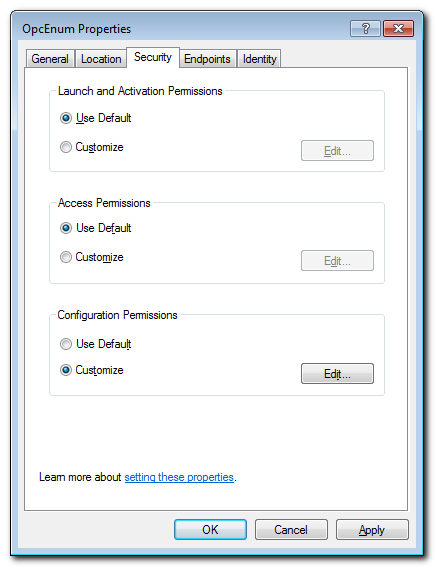 OpcEnum Properties
General Location Security Endpoints Identity
Launch and Activation Permissions
Use Default
Customize
Edit...
Access Permissions
Use Default
Customize
Edit...
Configuration Permissions
Use Default
Customize
Edit...
Learn more about setting these properties.
OK Cancel Apply